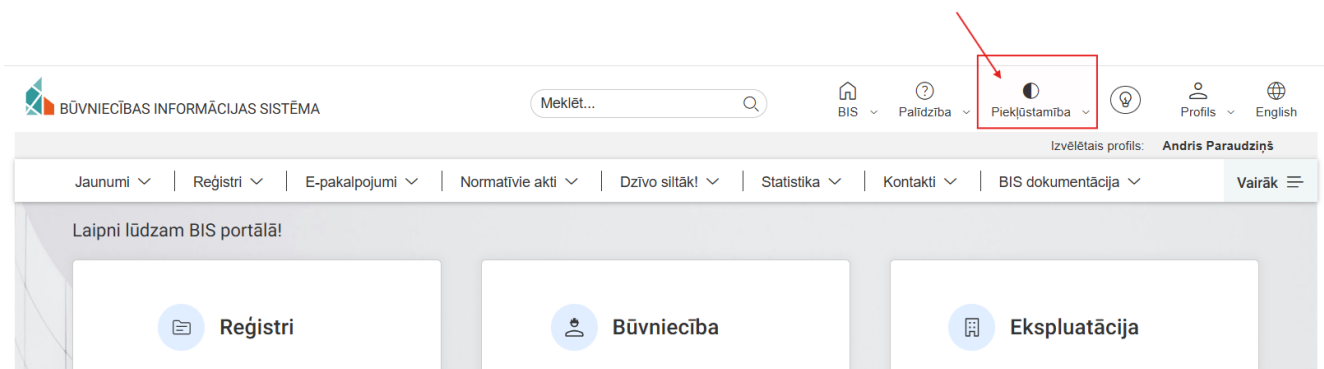 BŪVNIECĪBAS INFORMĀCIJAS SISTĒMA
Meklēt...
BIS
Palīdzība
Piekļūstamība
Profils
English
Izvēlētais profils: Andris Paraudziņš
Jaunumi
Reģistri
E-pakalpojumi
Normatīvie akti
Dzīvo siltāk!
Statistika
Kontakti
BIS dokumentācija
Vairāk
Laipni lūdzam BIS portālā!
Reģistri
Būvniecība
Ekspluatācija